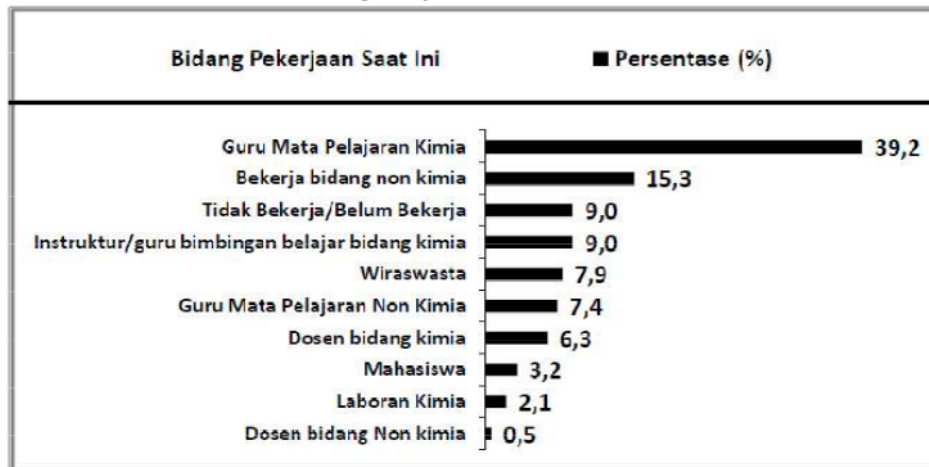 Bidang Pekerjaan Saat Ini
Persentase (%)
Guru Mata Pelajaran Kimia 39,2
Bekerja bidang non kimia 15,3
Tidak Bekerja/Belum Bekerja 9,0
Instruktur/guru bimbingan belajar bidang kimia 9,0
Wiraswasta 7,9
Guru Mata Pelajaran Non Kimia 7,4
Dosen bidang kimia 6,3
Mahasiswa 3,2
Laboran Kimia 2,1
Dosen bidang Non kimia 0,5